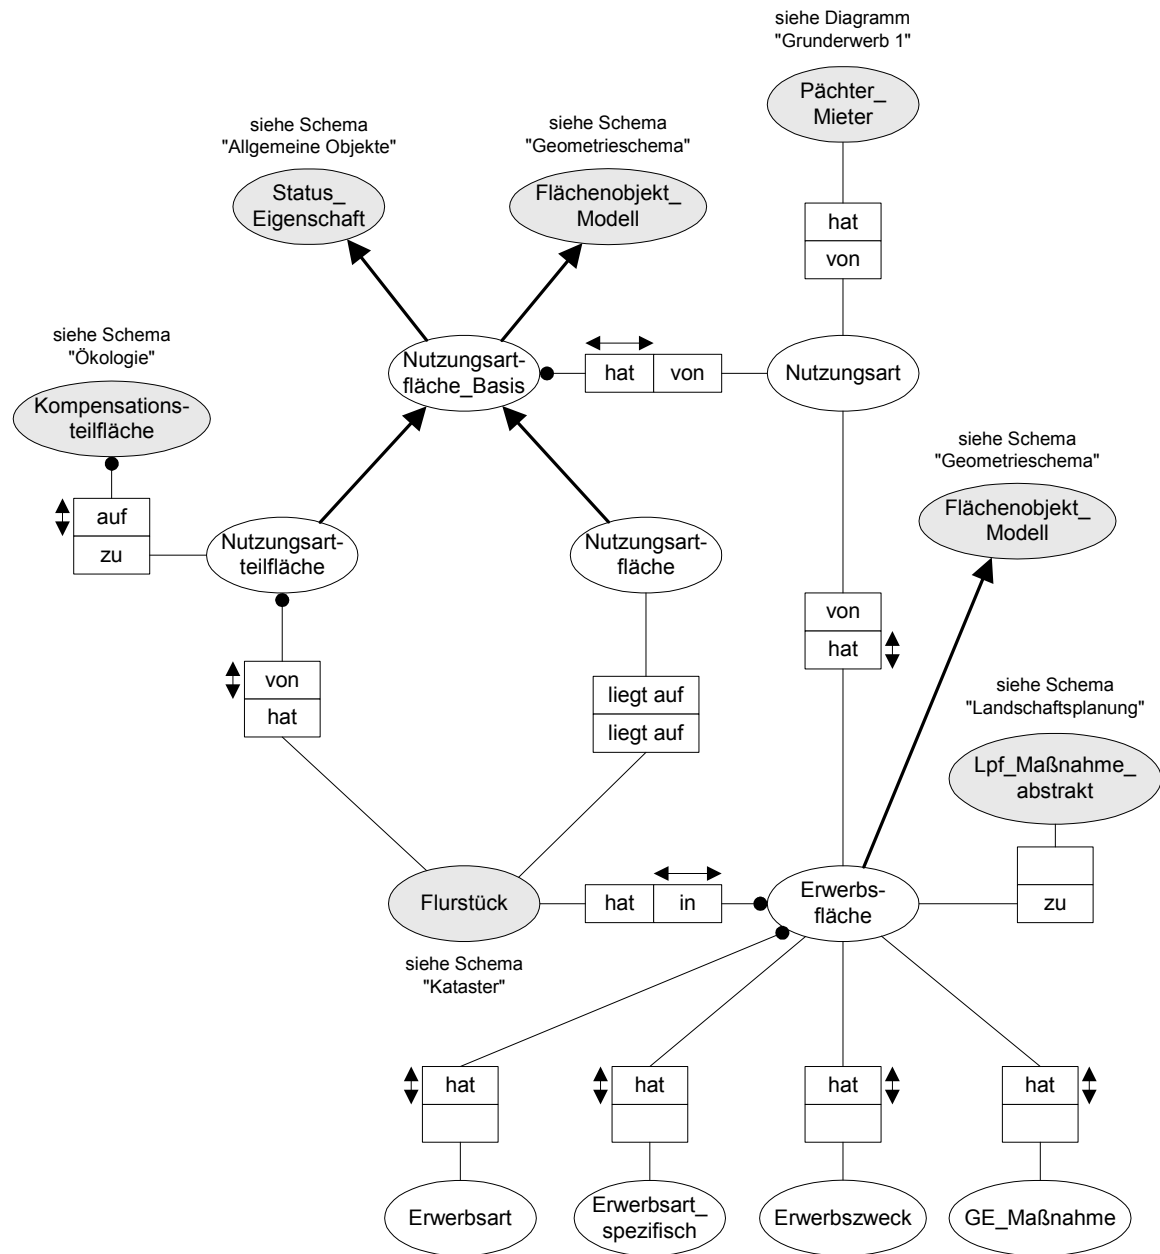 siehe Diagramm
"Grunderwerb 1"
Pächter_
Mieter
siehe Schema
"Allgemeine Objekte"
siehe Schema
"Geometrieschema"
Status_
Eigenschaft
Flächenobjekt_
Modell
hat
von
siehe Schema
"Ökologie"
Nutzungsart-
fläche_Basis
hat
von
Nutzungsart
Kompensations-
teilfläche
siehe Schema
"Geometrieschema"
Flächenobjekt_
Modell
auf
zu
Nutzungsart-
teilfläche
Nutzungsart-
fläche
von
hat
von
hat
liegt auf
liegt auf
siehe Schema
"Landschaftsplanung"
Lpf_Maßnahme_
abstrakt
Flurstück
hat
in
Erwerbs-
fläche
zu
siehe Schema
"Kataster"
hat
hat
hat
hat
Erwerbsart
Erwerbsart_
spezifisch
Erwerbszweck
GE_Maßnahme